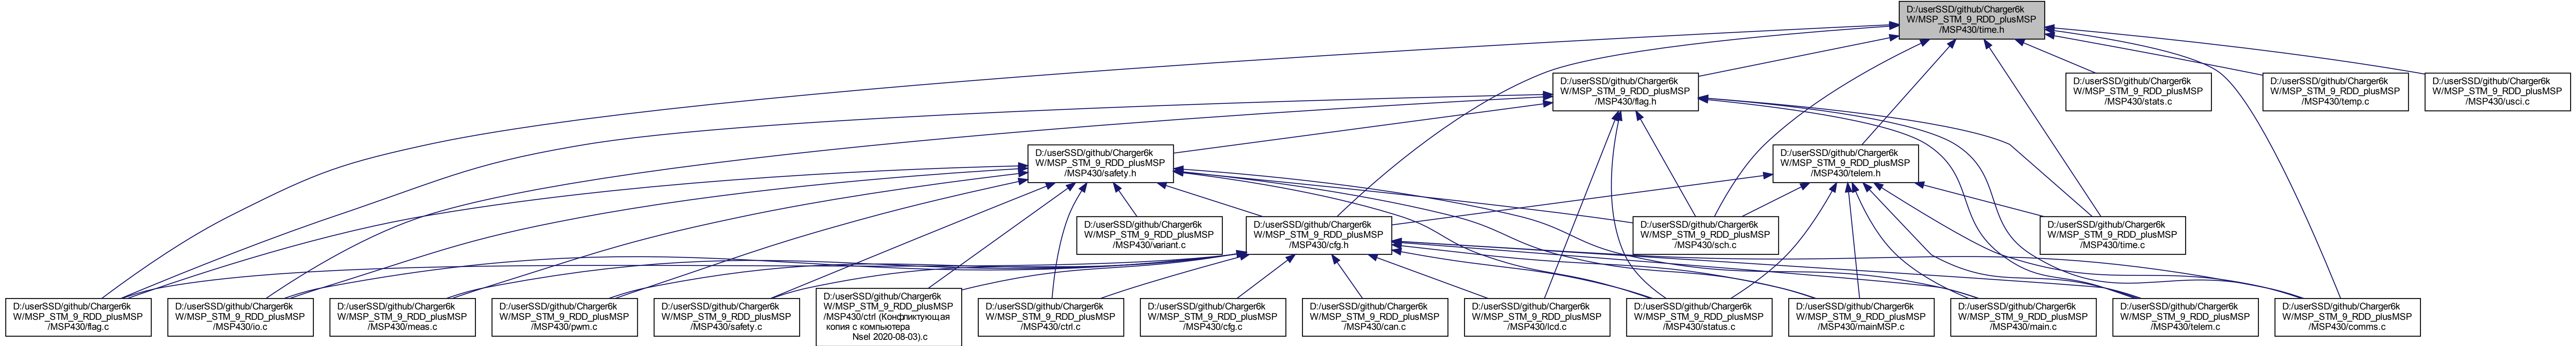 D:/userSSD/github/Charger6k
W/MSP_STM_9_RDD_plusMSP
/MSP430/time.h
D:/userSSD/github/Charger6k
W/MSP_STM_9_RDD_plusMSP
/MSP430/flag.h
D:/userSSD/github/Charger6k
W/MSP_STM_9_RDD_plusMSP
/MSP430/stats.c
D:/userSSD/github/Charger6k
W/MSP_STM_9_RDD_plusMSP
/MSP430/temp.c
D:/userSSD/github/Charger6k
W/MSP_STM_9_RDD_plusMSP
/MSP430/usci.c
D:/userSSD/github/Charger6k
W/MSP_STM_9_RDD_plusMSP
/MSP430/safety.h
D:/userSSD/github/Charger6k
W/MSP_STM_9_RDD_plusMSP
/MSP430/telem.h
D:/userSSD/github/Charger6k
W/MSP_STM_9_RDD_plusMSP
/MSP430/variant.c
D:/userSSD/github/Charger6k
W/MSP_STM_9_RDD_plusMSP
/MSP430/cfg.h
D:/userSSD/github/Charger6k
W/MSP_STM_9_RDD_plusMSP
/MSP430/sch.c
D:/userSSD/github/Charger6k
W/MSP_STM_9_RDD_plusMSP
/MSP430/time.c
D:/userSSD/github/Charger6k
W/MSP_STM_9_RDD_plusMSP
/MSP430/flag.c
D:/userSSD/github/Charger6k
W/MSP_STM_9_RDD_plusMSP
/MSP430/io.c
D:/userSSD/github/Charger6k
W/MSP_STM_9_RDD_plusMSP
/MSP430/meas.c
D:/userSSD/github/Charger6k
W/MSP_STM_9_RDD_plusMSP
/MSP430/pwm.c
D:/userSSD/github/Charger6k
W/MSP_STM_9_RDD_plusMSP
/MSP430/safety.c
D:/userSSD/github/Charger6k
W/MSP_STM_9_RDD_plusMSP
/MSP430/ctrl (Конфликтующая
копия с компьютера
Nsel 2020-08-03).c
D:/userSSD/github/Charger6k
W/MSP_STM_9_RDD_plusMSP
/MSP430/ctrl.c
D:/userSSD/github/Charger6k
W/MSP_STM_9_RDD_plusMSP
/MSP430/cfg.c
D:/userSSD/github/Charger6k
W/MSP_STM_9_RDD_plusMSP
/MSP430/can.c
D:/userSSD/github/Charger6k
W/MSP_STM_9_RDD_plusMSP
/MSP430/lcd.c
D:/userSSD/github/Charger6k
W/MSP_STM_9_RDD_plusMSP
/MSP430/status.c
D:/userSSD/github/Charger6k
W/MSP_STM_9_RDD_plusMSP
/MSP430/mainMSP.c
D:/userSSD/github/Charger6k
W/MSP_STM_9_RDD_plusMSP
/MSP430/main.c
D:/userSSD/github/Charger6k
W/MSP_STM_9_RDD_plusMSP
/MSP430/telem.c
D:/userSSD/github/Charger6k
W/MSP_STM_9_RDD_plusMSP
/MSP430/comms.c